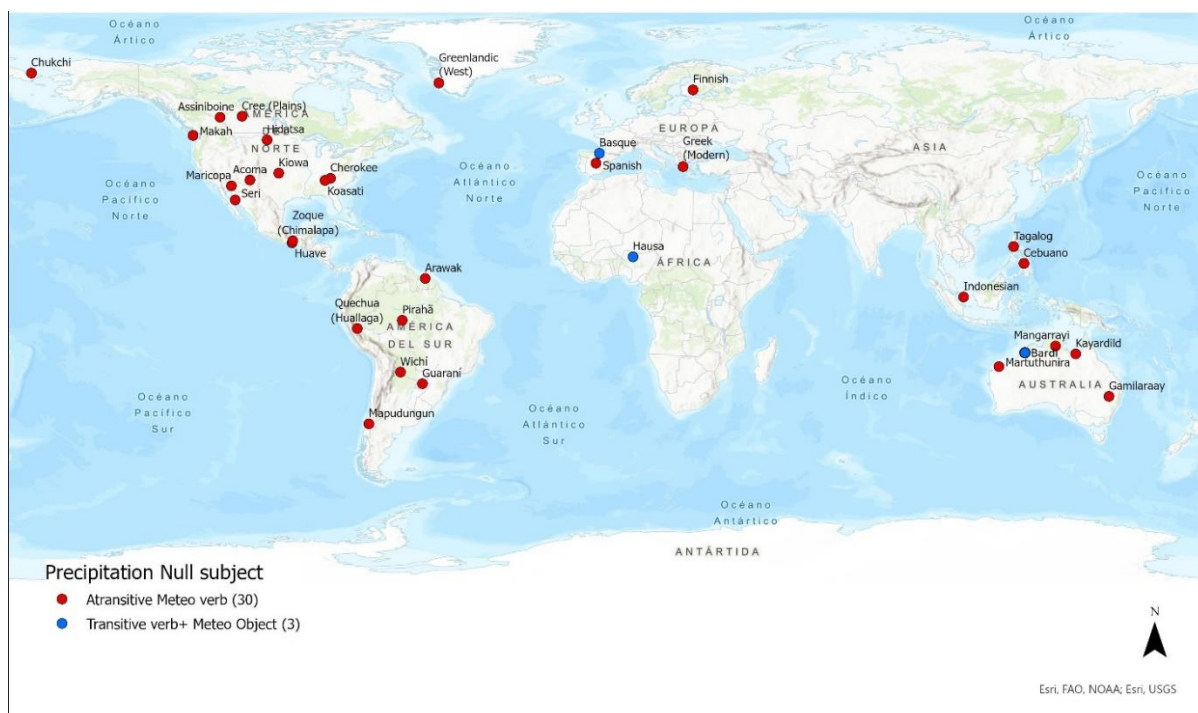 Océano
Ártico
Océano
Ártico
Chukchi
Greenlandic
(West)
Finnish
Assiniboine
Cree (Plains)
AMÉRICA
DEL
NORTE
Makah
Hidatsa
EUROPA
Basque
Greek
(Modern)
Spanish
ASIA
Kiowa
Cherokee
Acoma
Maricopa
Koasati
Seri
Océano
Pacífico
Norte
Océano
Atlántico
Norte
Océano
Pacífico
Norte
Zoque
(Chimalapa)
Huave
Hausa
ÁFRICA
Tagalog
Cebuano
Arawak
Indonesian
Quechua
(Huallaga)
Pirahã
AMÉRICA
DEL SUR
Mangarrayi
Kayardild
Bardi
Martuthunira
AUSTRALIA
Wichí
Guaraní
Gamilaraay
Mapudungun
Océano
Pacífico
Sur
Océano
Atlántico
Sur
Océano
Índico
Océano
Antártico
ANTÁRTIDA
Precipitation Null subject
Atransitive Meteo verb (30)
Transitive verb+ Meteo Object (3)
N
Esri, FAO, NOAA; Esri, USGS